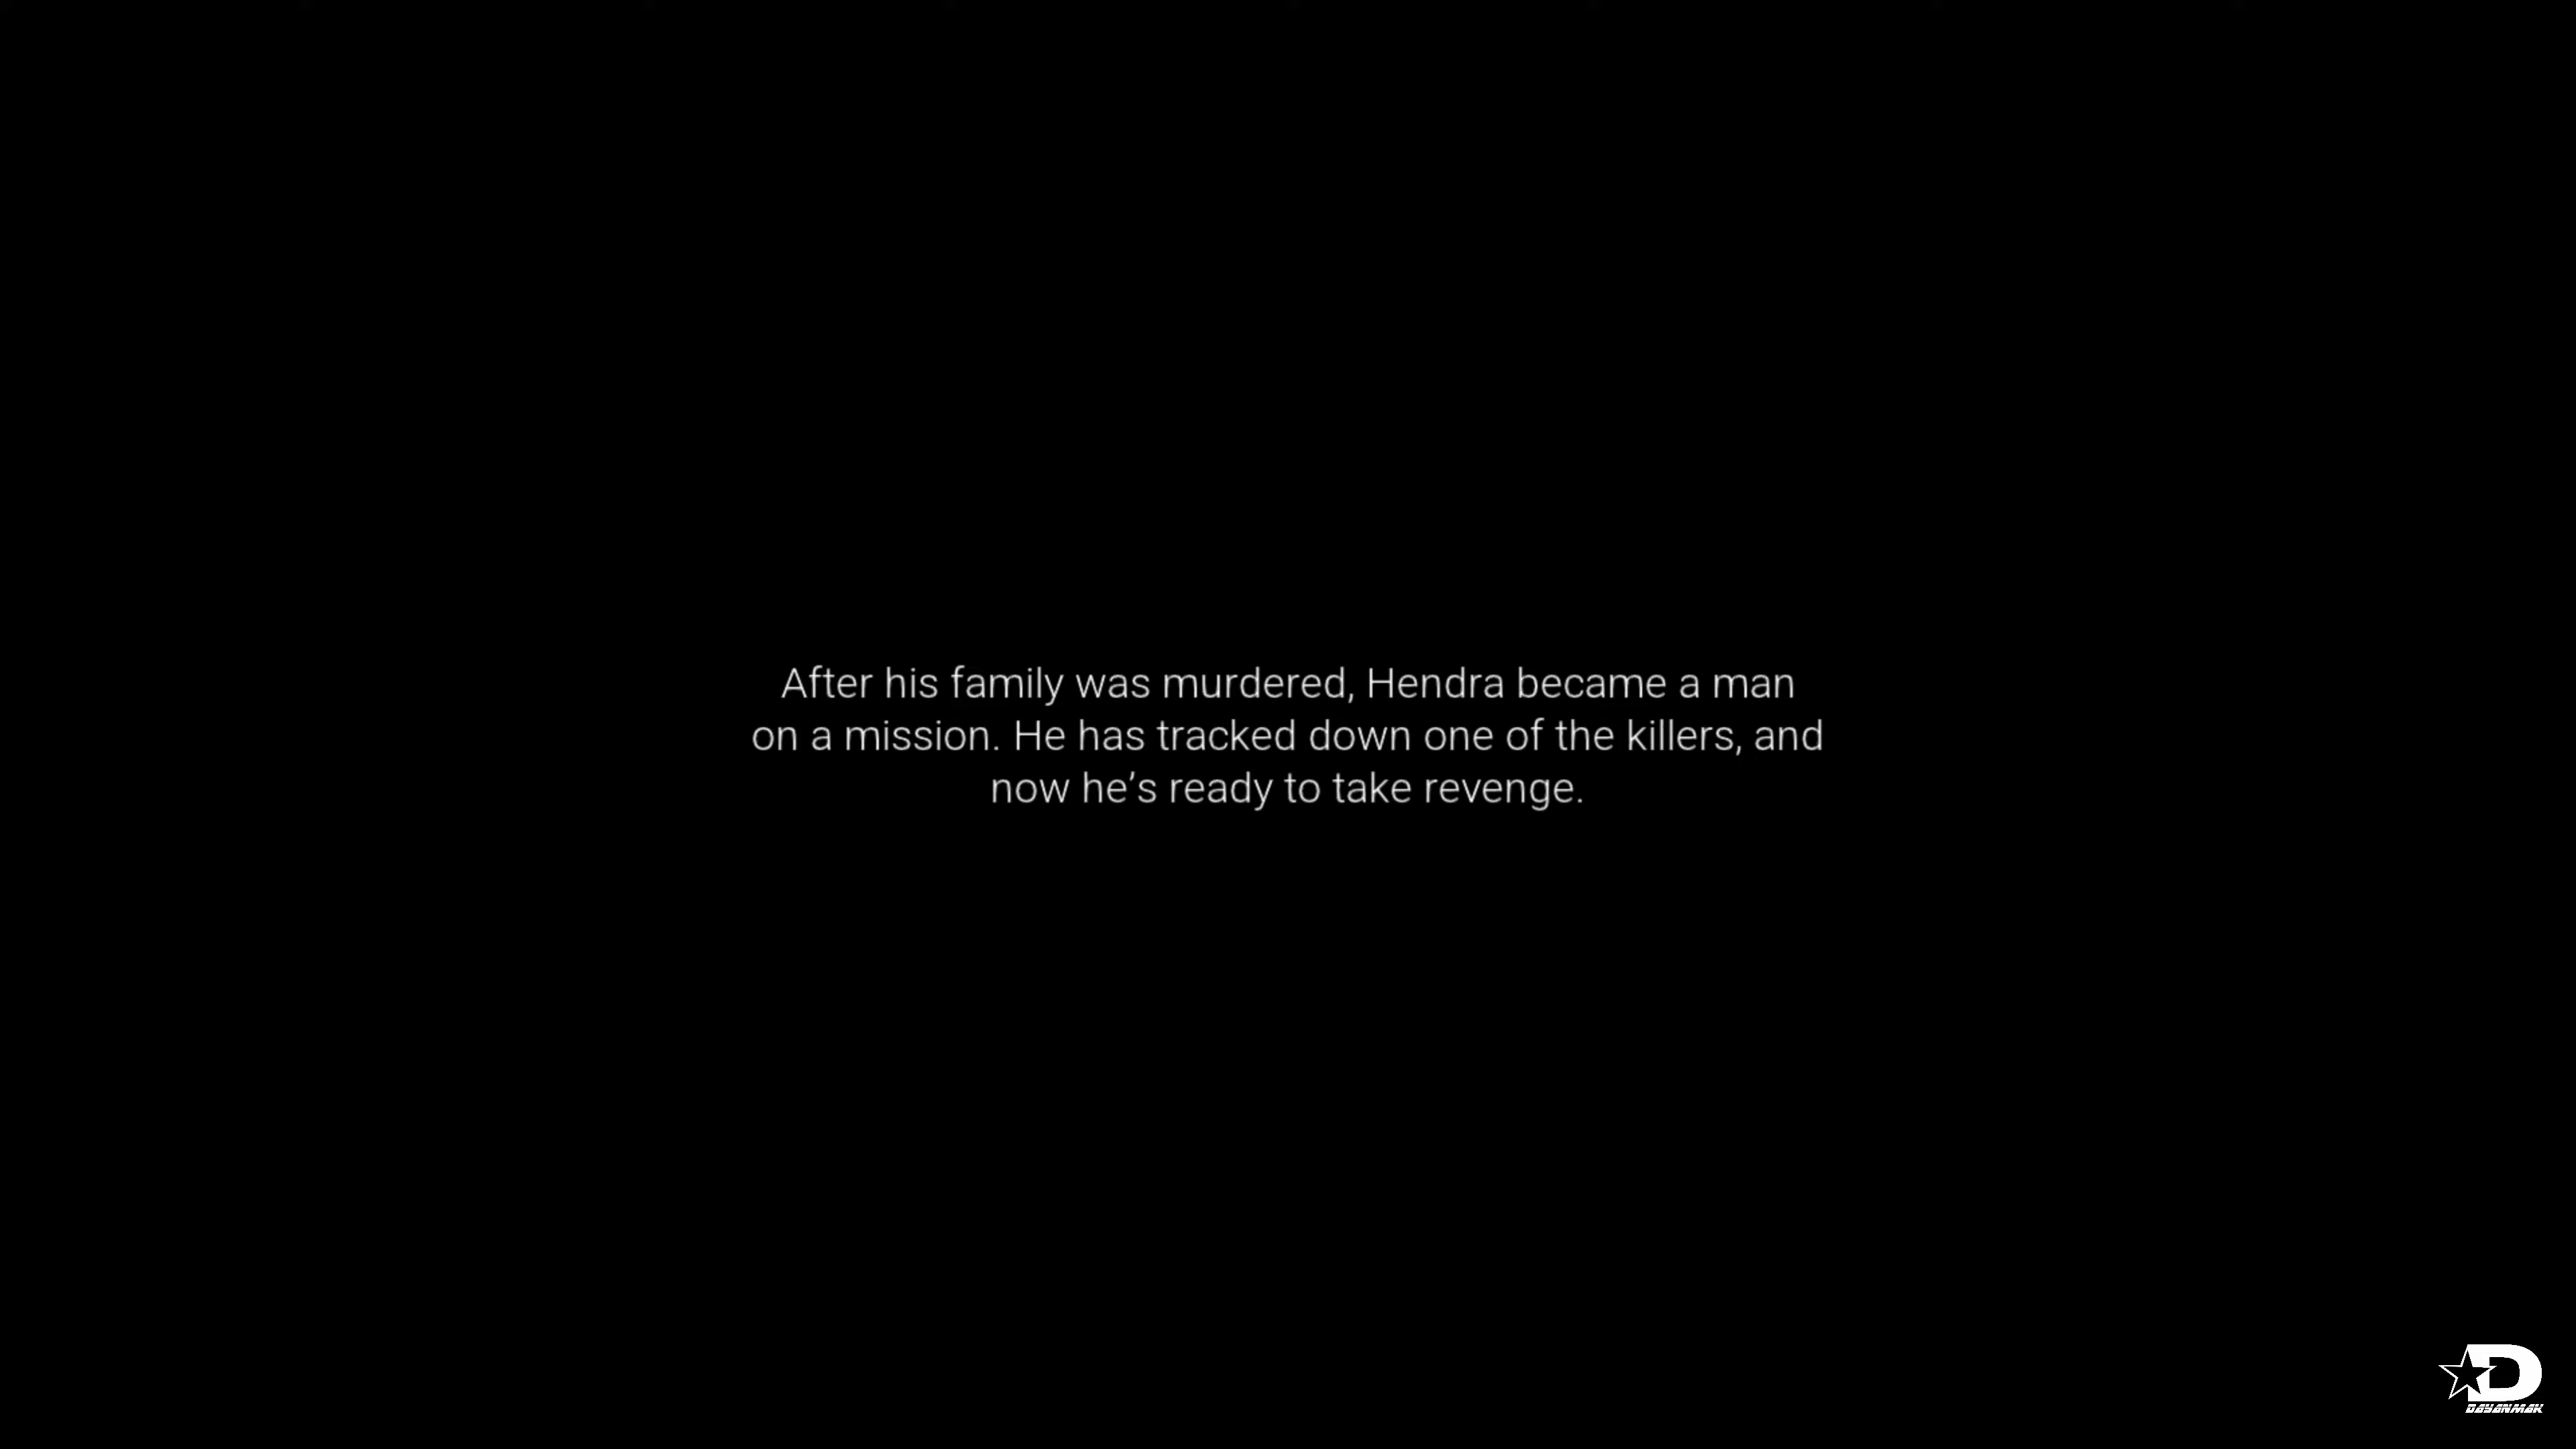 After his family was murdered, Hendra became a man
on a mission. He has tracked down one of the killers, and
now he’s ready to take revenge.
D
DAYANMAK